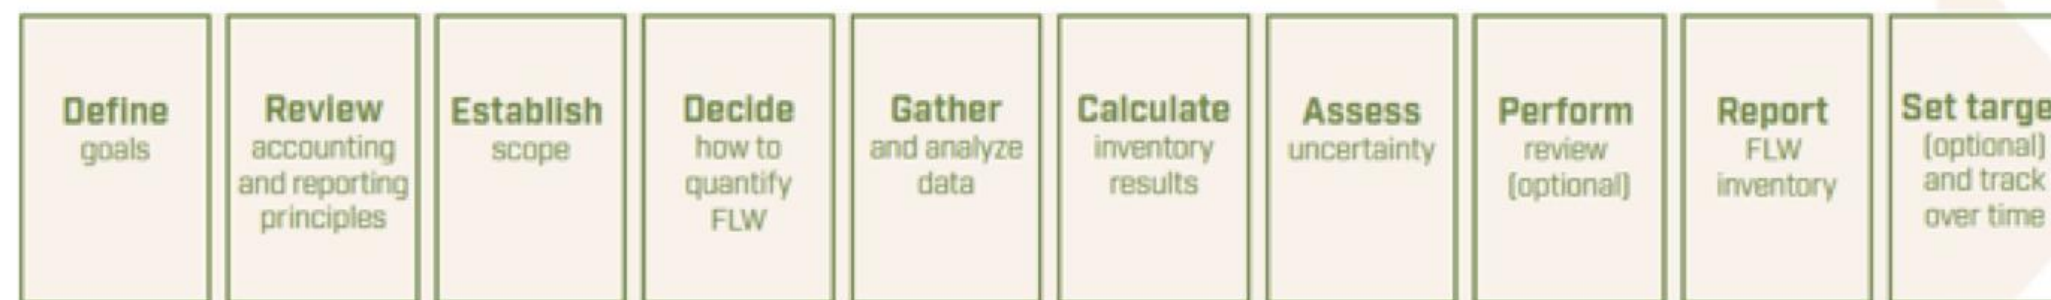 Define
goals
Review
accounting
and reporting
principles
Establish
scope
Decide
how to
quantify
FLW
Gather
and analyze
data
Calculate
inventory
results
Assess
uncertainty
Perform
review
(optional)
Report
FLW
inventory
Set targe
(optional)
and track
over time